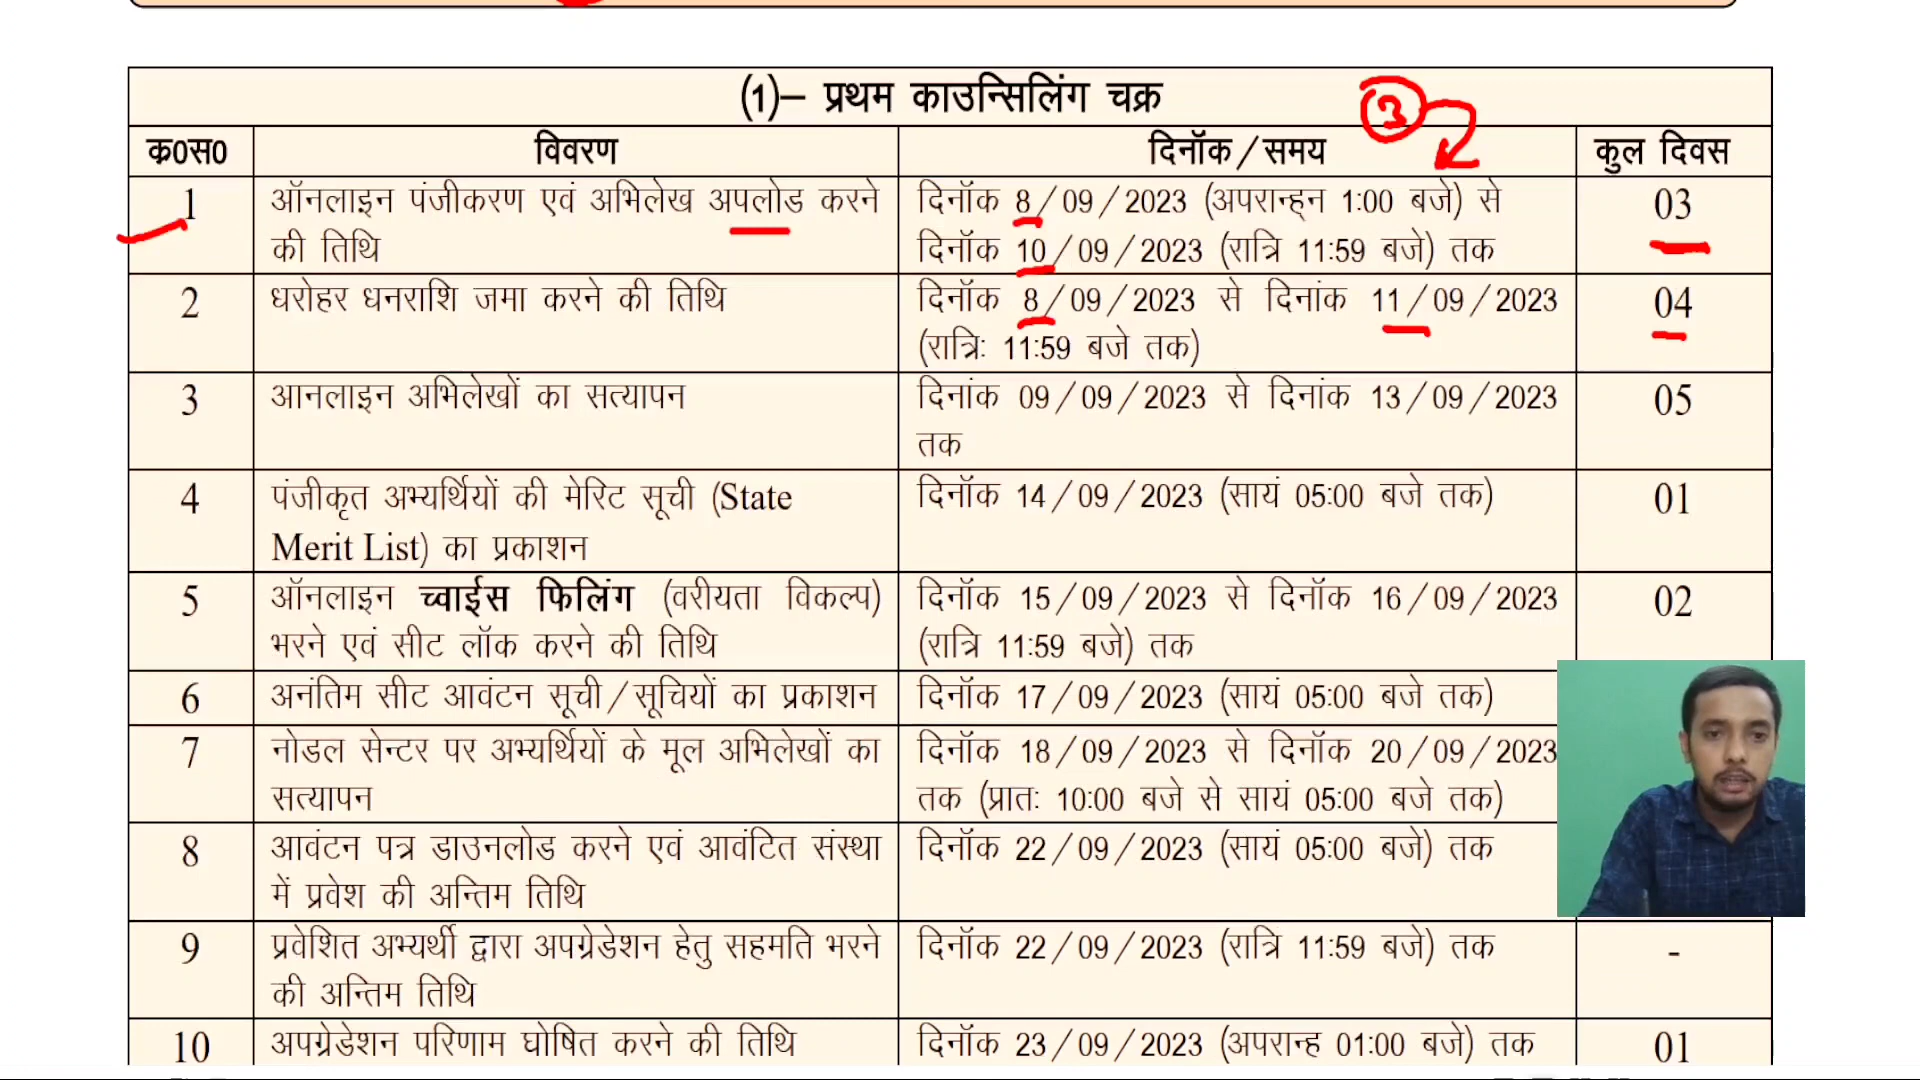 (1)– प्रथम काउन्सिलिंग चक्र
3
क्र0स0 विवरण दिनॉक/समय कुल दिवस
1 ऑनलाइन पंजीकरण एवं अभिलेख अपलोड करने दिनॉक 8/09/2023 (अपरान्ह्न 1:00 बजे) से 03
की तिथि दिनॉक 10/09/2023 (रात्रि 11:59 बजे) तक
2 धरोहर धनराशि जमा करने की तिथि दिनॉक 8/09/2023 से दिनांक 11/09/2023 04
(रात्रिः 11:59 बजे तक)
3 आनलाइन अभिलेखों का सत्यापन दिनांक 09/09/2023 से दिनांक 13/09/2023 05
तक
4 पंजीकृत अभ्यर्थियों की मेरिट सूची (State दिनॉक 14/09/2023 (सायं 05:00 बजे तक) 01
Merit List) का प्रकाशन
5 ऑनलाइन च्वाईस फिलिंग (वरीयता विकल्प) दिनॉक 15/09/2023 से दिनॉक 16/09/2023 02
भरने एवं सीट लॉक करने की तिथि (रात्रि 11:59 बजे) तक
6 अनंतिम सीट आवंटन सूची/सूचियों का प्रकाशन दिनॉक 17/09/2023 (सायं 05:00 बजे तक)
7 नोडल सेन्टर पर अभ्यर्थियों के मूल अभिलेखों का दिनॉक 18/09/2023 से दिनॉक 20/09/2023
सत्यापन तक (प्रातः 10:00 बजे से सायं 05:00 बजे तक)
8 आवंटन पत्र डाउनलोड करने एवं आवंटित संस्था दिनॉक 22/09/2023 (सायं 05:00 बजे) तक
में प्रवेश की अन्तिम तिथि
9 प्रवेशित अभ्यर्थी द्वारा अपग्रेडेशन हेतु सहमति भरने दिनॉक 22/09/2023 (रात्रि 11:59 बजे) तक -
की अन्तिम तिथि
10 अपग्रेडेशन परिणाम घोषित करने की तिथि दिनॉक 23/09/2023 (अपरान्ह 01:00 बजे) तक 01